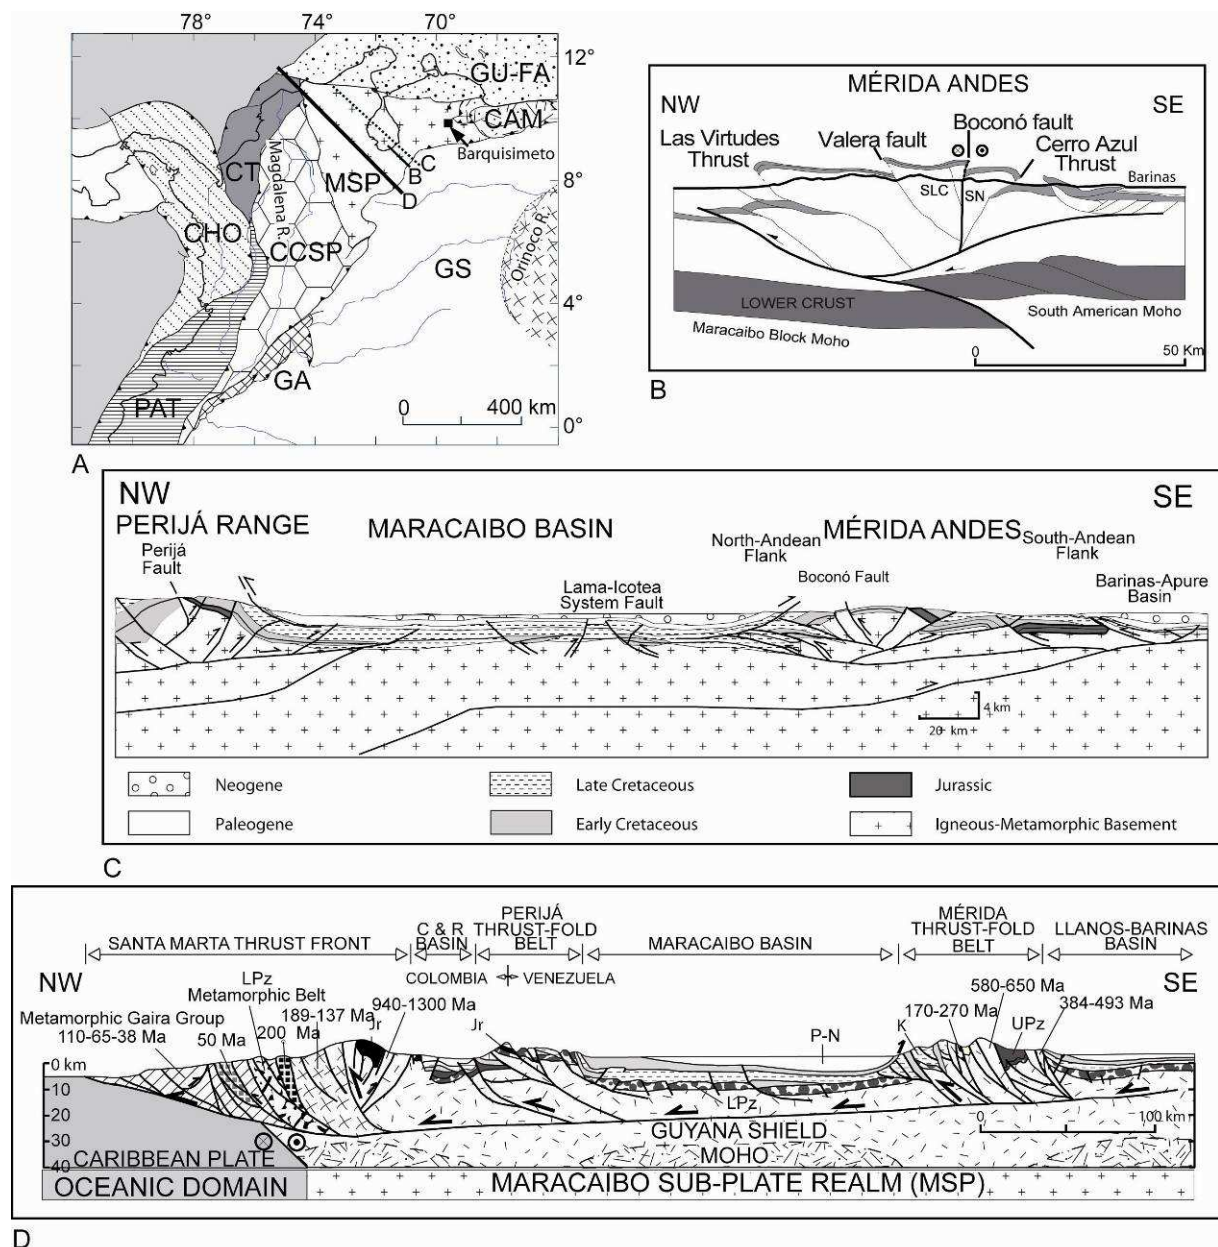 78°
74°
70°
12°
GU-FA
CAM
Barquisimeto
CT
Magdalena R.
MSP
C
B
D
8°
CHO
CCSP
GS
Orinoco R.
4°
GA
PAT
0
400 km
0°
A
MÉRIDA ANDES
NW
SE
Boconó fault
Valera fault
Las Virtudes
Thrust
Cerro Azul
Thrust
Barinas
SLC
SN
LOWER CRUST
South American Moho
Maracaibo Block Moho
0
50 Km
B
NW
SE
PERIJÁ RANGE
MARACAIBO BASIN
MÉRIDA ANDES
North-Andean
Flank
South-Andean
Flank
Perijá
Fault
Boconó Fault
Lama-Icotea
System Fault
Barinas-Apure
Basin
4 km
20 km
Neogene
Late Cretaceous
Jurassic
Paleogene
Early Cretaceous
Igneous-Metamorphic Basement
C
SANTA MARTA THRUST FRONT
C & R
BASIN
PERIJÁ
THRUST-FOLD
BELT
MARACAIBO BASIN
MÉRIDA
THRUST-FOLD
BELT
LLANOS-BARINAS
BASIN
COLOMBIA
VENEZUELA
NW
SE
LPz
Metamorphic Belt
189-137 Ma
940-1300 Ma
580-650 Ma
170-270 Ma
384-493 Ma
Metamorphic Gaira Group
110-65-38 Ma
50 Ma
200
Ma
Jr
Jr
P-N
K
UPz
0 km
10
20
30
40
10
20
30
40
LPz
0
100 km
GUYANA SHIELD
MOHO
CARIBBEAN PLATE
OCEANIC DOMAIN
MARACAIBO SUB-PLATE REALM (MSP)
D